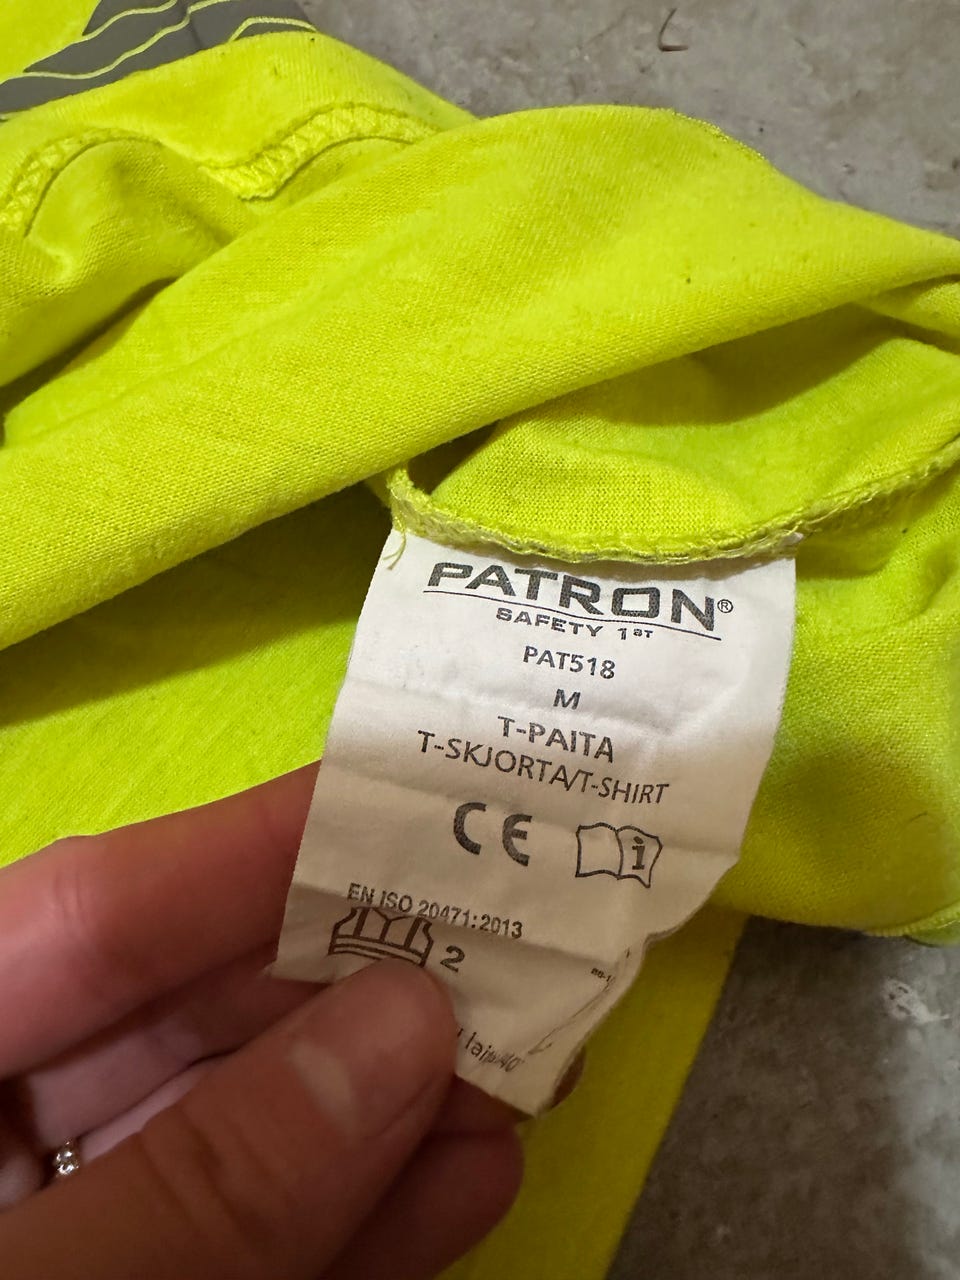 PATRON®
SAFETY 1ST
PAT518
M
T-PAITA
T-SKJORTA/T-SHIRT
CE
i
EN ISO 20471:2013
2